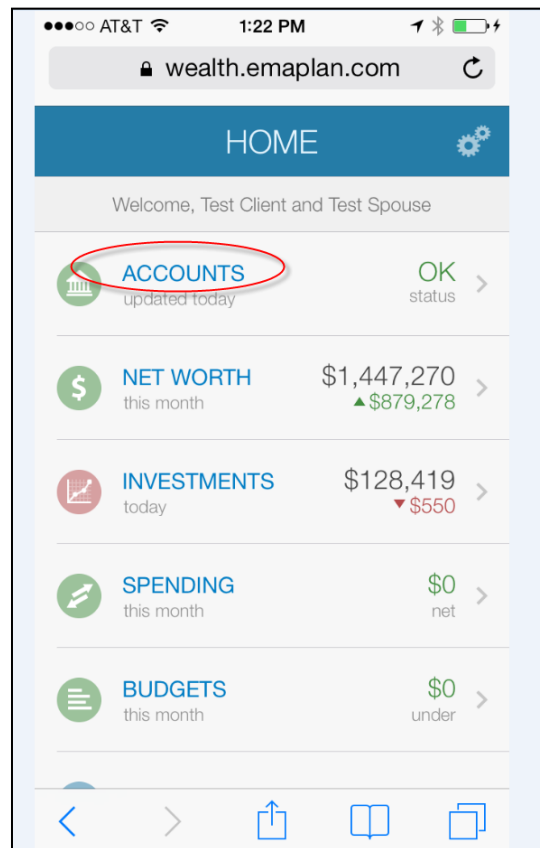 AT&T 1:22 PM
wealth.emaplan.com
HOME
Welcome, Test Client and Test Spouse
ACCOUNTS OK
updated today status
NET WORTH $1,447,270
this month ▲$879,278
INVESTMENTS $128,419
today ▼$550
SPENDING $0
this month net
BUDGETS $0
this month under